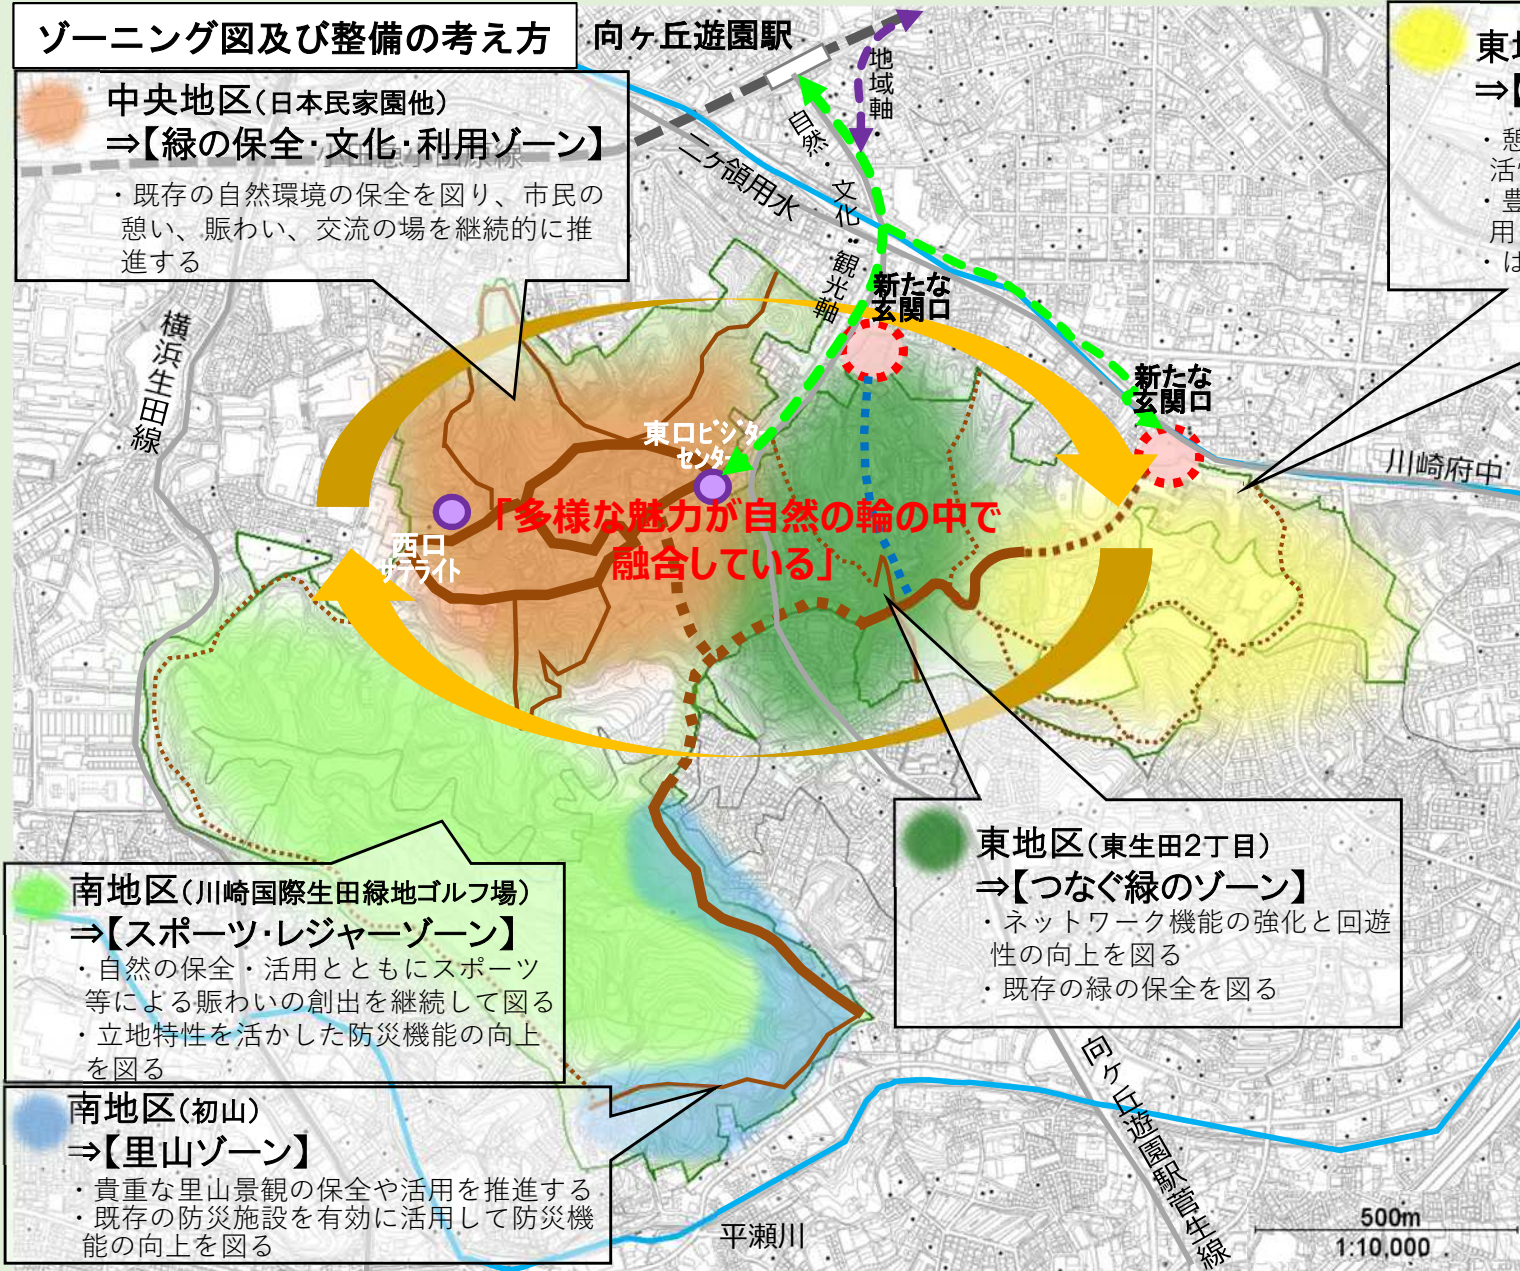 ゾーニング図及び整備の考え方
向ヶ丘遊園駅
地域軸
自然・文化・観光軸
二ヶ領用水
中央地区(日本民家園他)
⇒【緑の保全・文化・利用ゾーン】
・既存の自然環境の保全を図り、市民の
憩い、賑わい、交流の場を継続的に推
進する
東地
⇒【
・憩
活性
・豊
用
・は
新たな
玄関口
新たな
玄関口
横浜生田線
川崎府中
東口ビジター
センター
西口
サテライト
「多様な魅力が自然の輪の中で
融合している」
東地区(東生田2丁目)
⇒【つなぐ緑のゾーン】
・ネットワーク機能の強化と回遊
性の向上を図る
・既存の緑の保全を図る
南地区(川崎国際生田緑地ゴルフ場)
⇒【スポーツ・レジャーゾーン】
・自然の保全・活用とともにスポーツ
等による賑わいの創出を継続して図る
・立地特性を活かした防災機能の向上
を図る
南地区(初山)
⇒【里山ゾーン】
・貴重な里山景観の保全や活用を推進する
・既存の防災施設を有効に活用して防災機
能の向上を図る
平瀬川
向ヶ丘遊園駅菅生線
500m
1:10,000